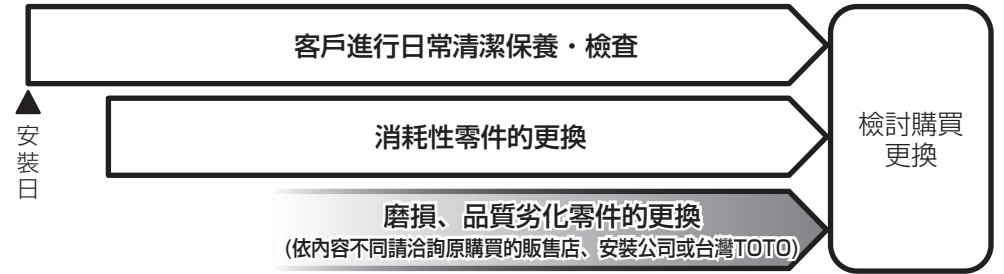 客戶進行日常清潔保養・檢查
安裝日
消耗性零件的更換
磨損、品質劣化零件的更換
(依內容不同請洽詢原購買的販售店、安裝公司或台灣TOTO)
檢討購買
更換